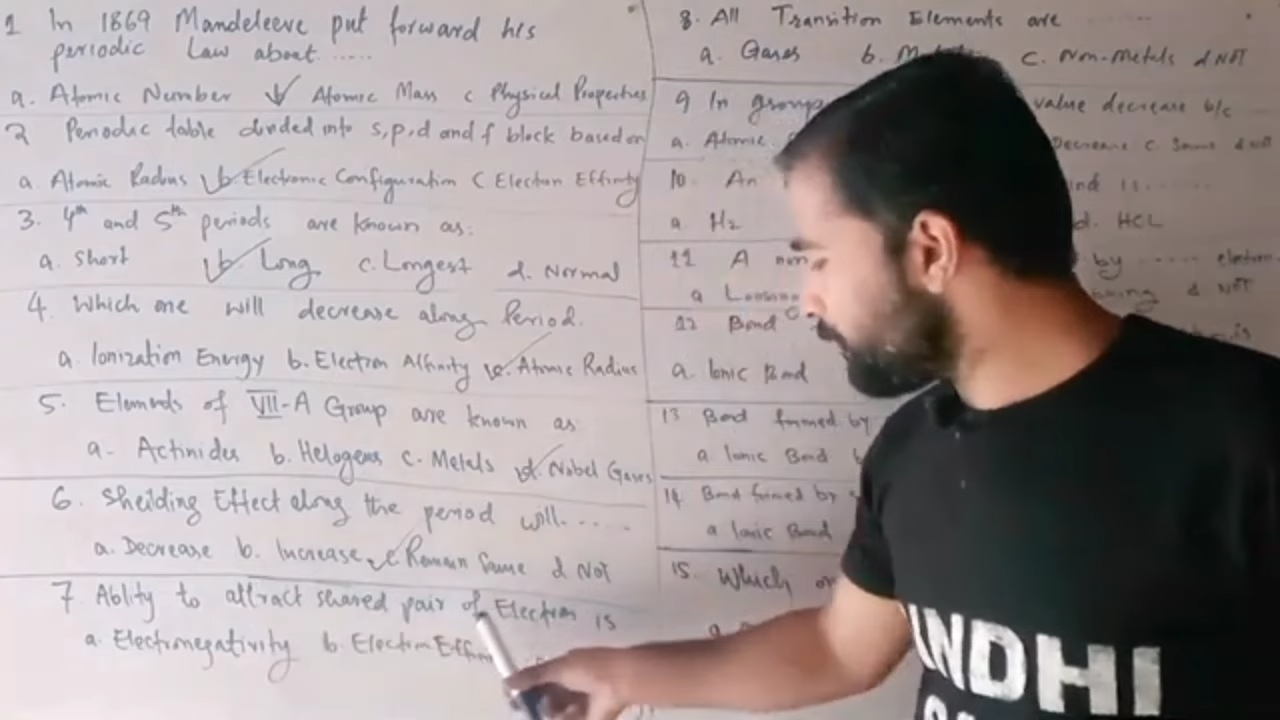 1 In 1869 Mandeleeve put forward his
periodic Law about.....
a. Atomic Number b Atomic Mass c Physical Properties
2 Periodic table divided into s,p,d and f block based on
a Atomic Radius b. Electronic Configuration C Electron Effinity
3. 4th and 5th periods are known as:
a. Short b. Long c. Longest d. Normal
4. Which one will decrease along Period.
a. Ionization Energy b. Electron Affinity c. Atomic Radius
5. Elements of VII-A Group are known as
a. Actinides b. Helogens c. Metels d. Nobel Gases
6. Sheilding Effect along the period will.....
a. Decrease b. Increase c Remain Same d NOT
7 Ablity to attract shared pair of Electron is
a. Electronegativity b. Electron Effin
8. All Transition Elements are ......
a. Gases b. c. Non-metals d NOT
9 In group value decrease b/c
a. Atomic Decrease C. Same d NOT
10. An is......
a H2 d. HCL
11 A by ..... electron
a & NOT
12 Bond is
a. Ionic Bond
13 Bond formed by
a Ionic Bond
14 Bond formed by
a Ionic Bond
15. Which
INDHI